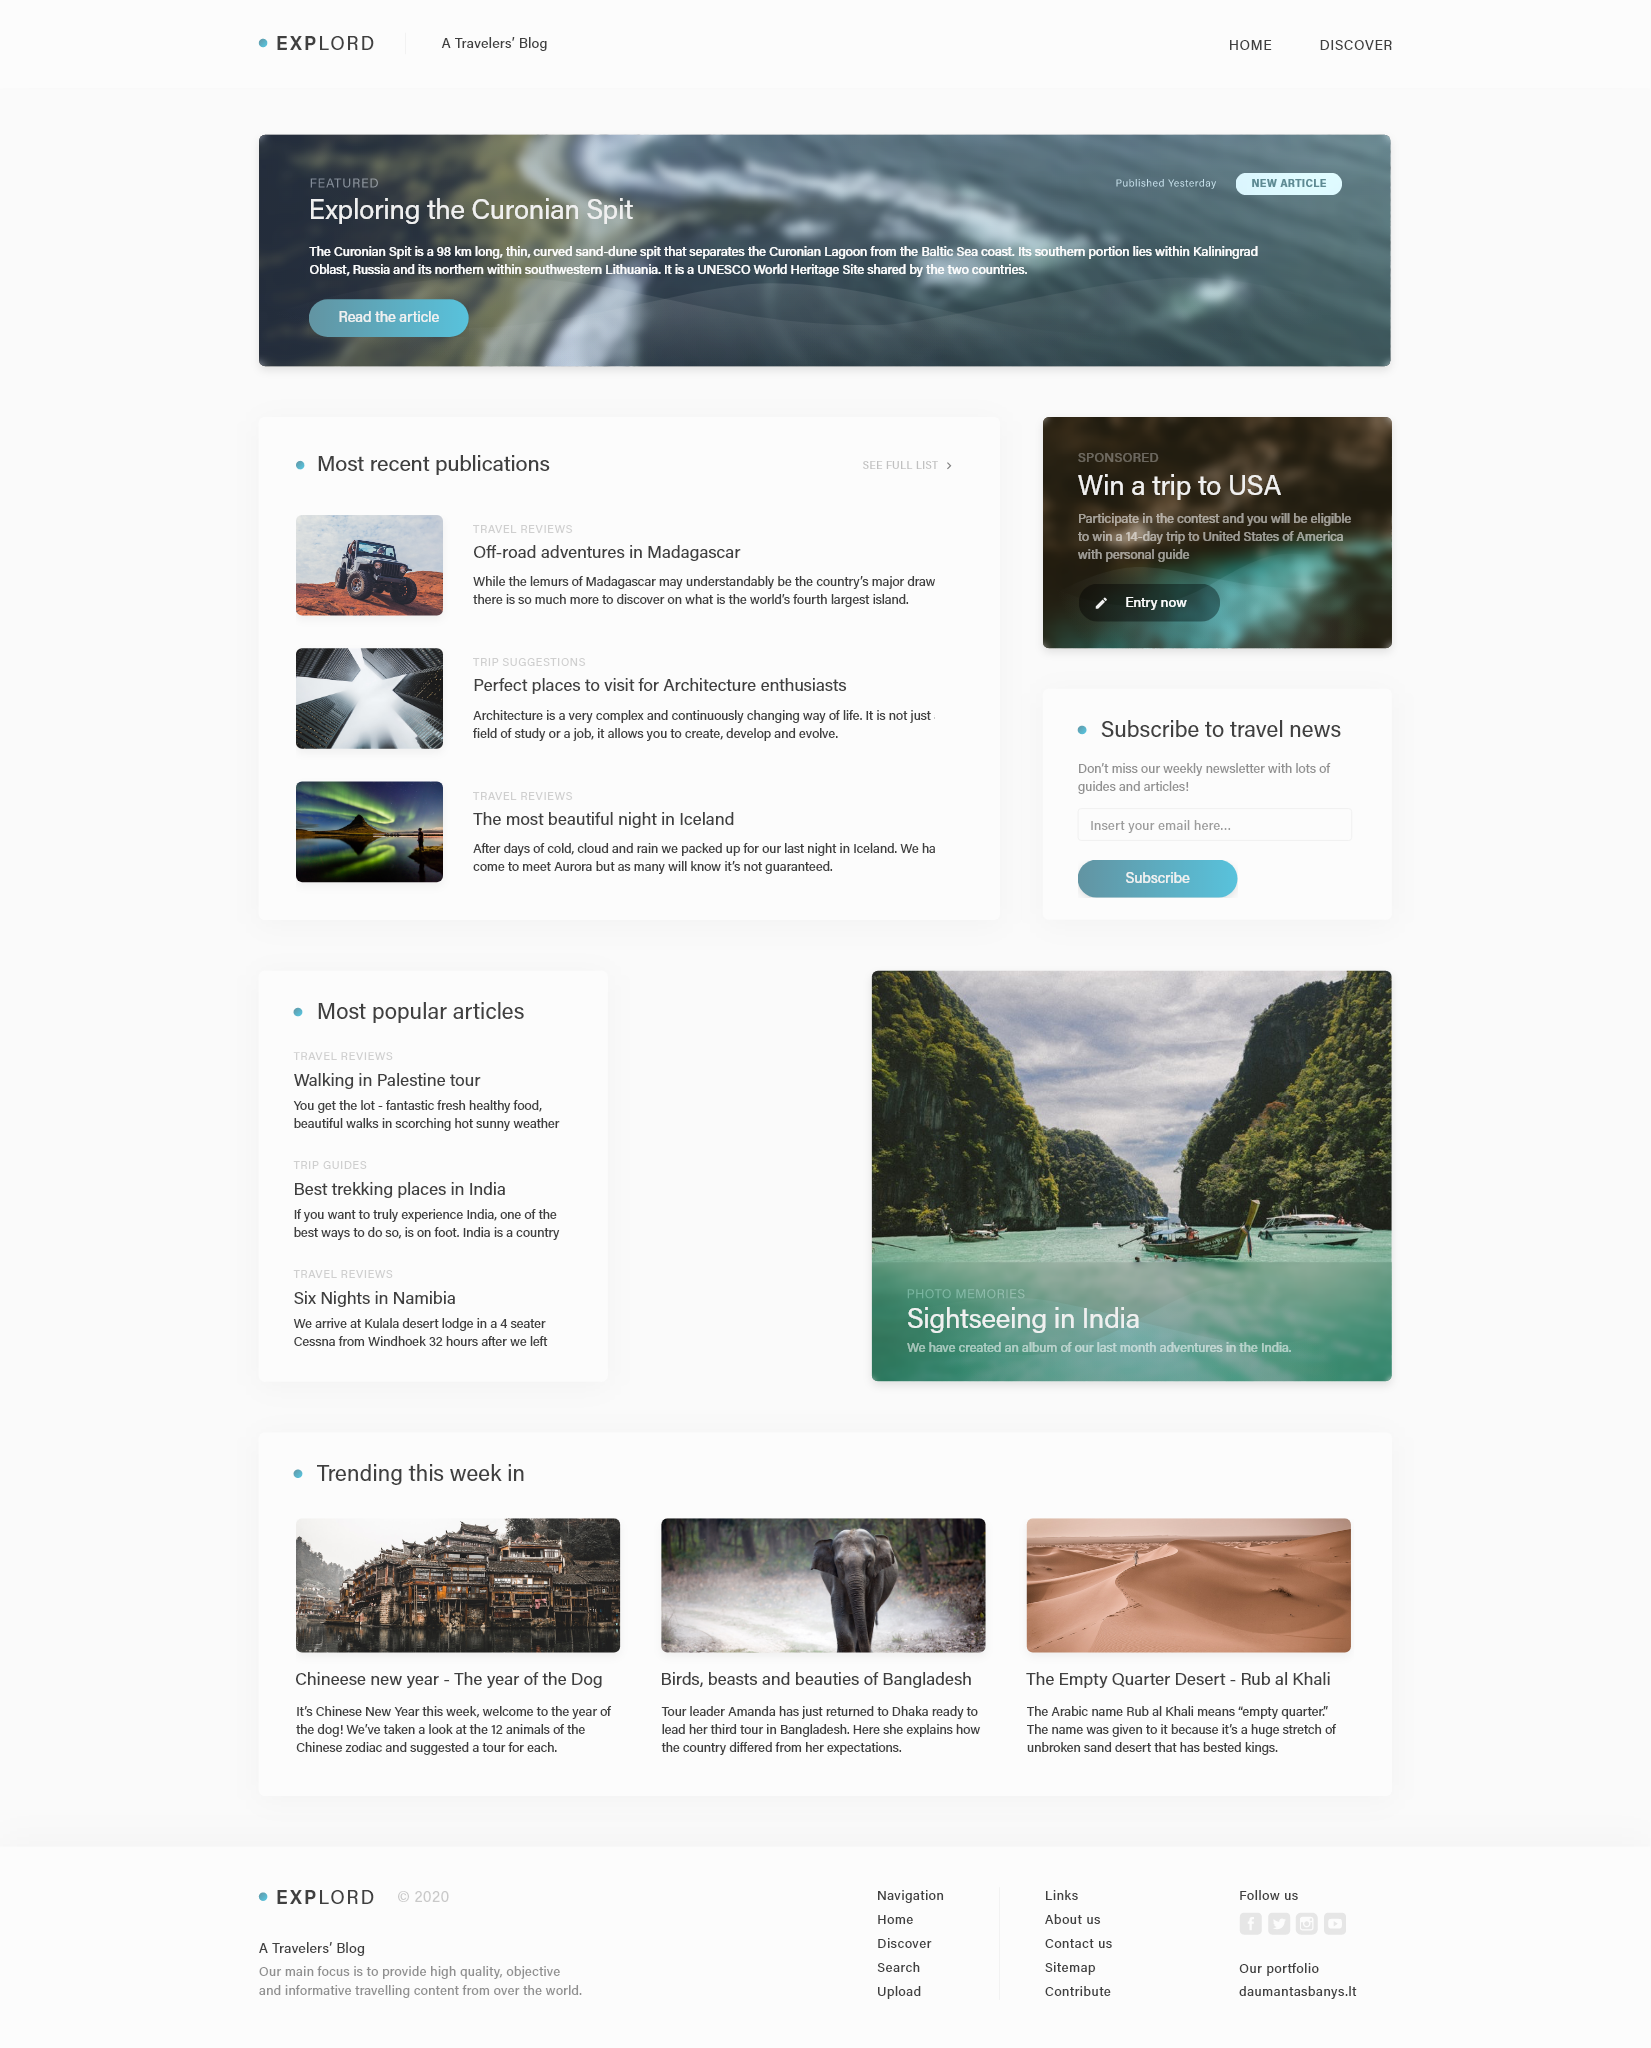 EXPLORD
A Travelers’ Blog
HOME
DISCOVER
FEATURED
Published Yesterday
NEW ARTICLE
Exploring the Curonian Spit
The Curonian Spit is a 98 km long, thin, curved sand-dune spit that separates the Curonian Lagoon from the Baltic Sea coast. Its southern portion lies within Kaliningrad
Oblast, Russia and its northern within southwestern Lithuania. It is a UNESCO World Heritage Site shared by the two countries.
Read the article
Most recent publications
SEE FULL LIST
TRAVEL REVIEWS
Off-road adventures in Madagascar
While the lemurs of Madagascar may understandably be the country’s major draw
there is so much more to discover on what is the world’s fourth largest island.
TRIP SUGGESTIONS
Perfect places to visit for Architecture enthusiasts
Architecture is a very complex and continuously changing way of life. It is not just
field of study or a job, it allows you to create, develop and evolve.
TRAVEL REVIEWS
The most beautiful night in Iceland
After days of cold, cloud and rain we packed up for our last night in Iceland. We ha
come to meet Aurora but as many will know it’s not guaranteed.
SPONSORED
Win a trip to USA
Participate in the contest and you will be eligible
to win a 14-day trip to United States of America
with personal guide
Entry now
Subscribe to travel news
Don’t miss our weekly newsletter with lots of
guides and articles!
Insert your email here...
Subscribe
Most popular articles
TRAVEL REVIEWS
Walking in Palestine tour
You get the lot - fantastic fresh healthy food,
beautiful walks in scorching hot sunny weather
TRIP GUIDES
Best trekking places in India
If you want to truly experience India, one of the
best ways to do so, is on foot. India is a country
TRAVEL REVIEWS
Six Nights in Namibia
We arrive at Kulala desert lodge in a 4 seater
Cessna from Windhoek 32 hours after we left
PHOTO MEMORIES
Sightseeing in India
We have created an album of our last month adventures in the India.
Trending this week in
Chineese new year - The year of the Dog
It’s Chinese New Year this week, welcome to the year of
the dog! We’ve taken a look at the 12 animals of the
Chinese zodiac and suggested a tour for each.
Birds, beasts and beauties of Bangladesh
Tour leader Amanda has just returned to Dhaka ready to
lead her third tour in Bangladesh. Here she explains how
the country differed from her expectations.
The Empty Quarter Desert - Rub al Khali
The Arabic name Rub al Khali means “empty quarter.”
The name was given to it because it’s a huge stretch of
unbroken sand desert that has bested kings.
EXPLORD
© 2020
A Travelers’ Blog
Our main focus is to provide high quality, objective
and informative travelling content from over the world.
Navigation
Home
Discover
Search
Upload
Links
About us
Contact us
Sitemap
Contribute
Follow us
Our portfolio
daumantasbanys.lt